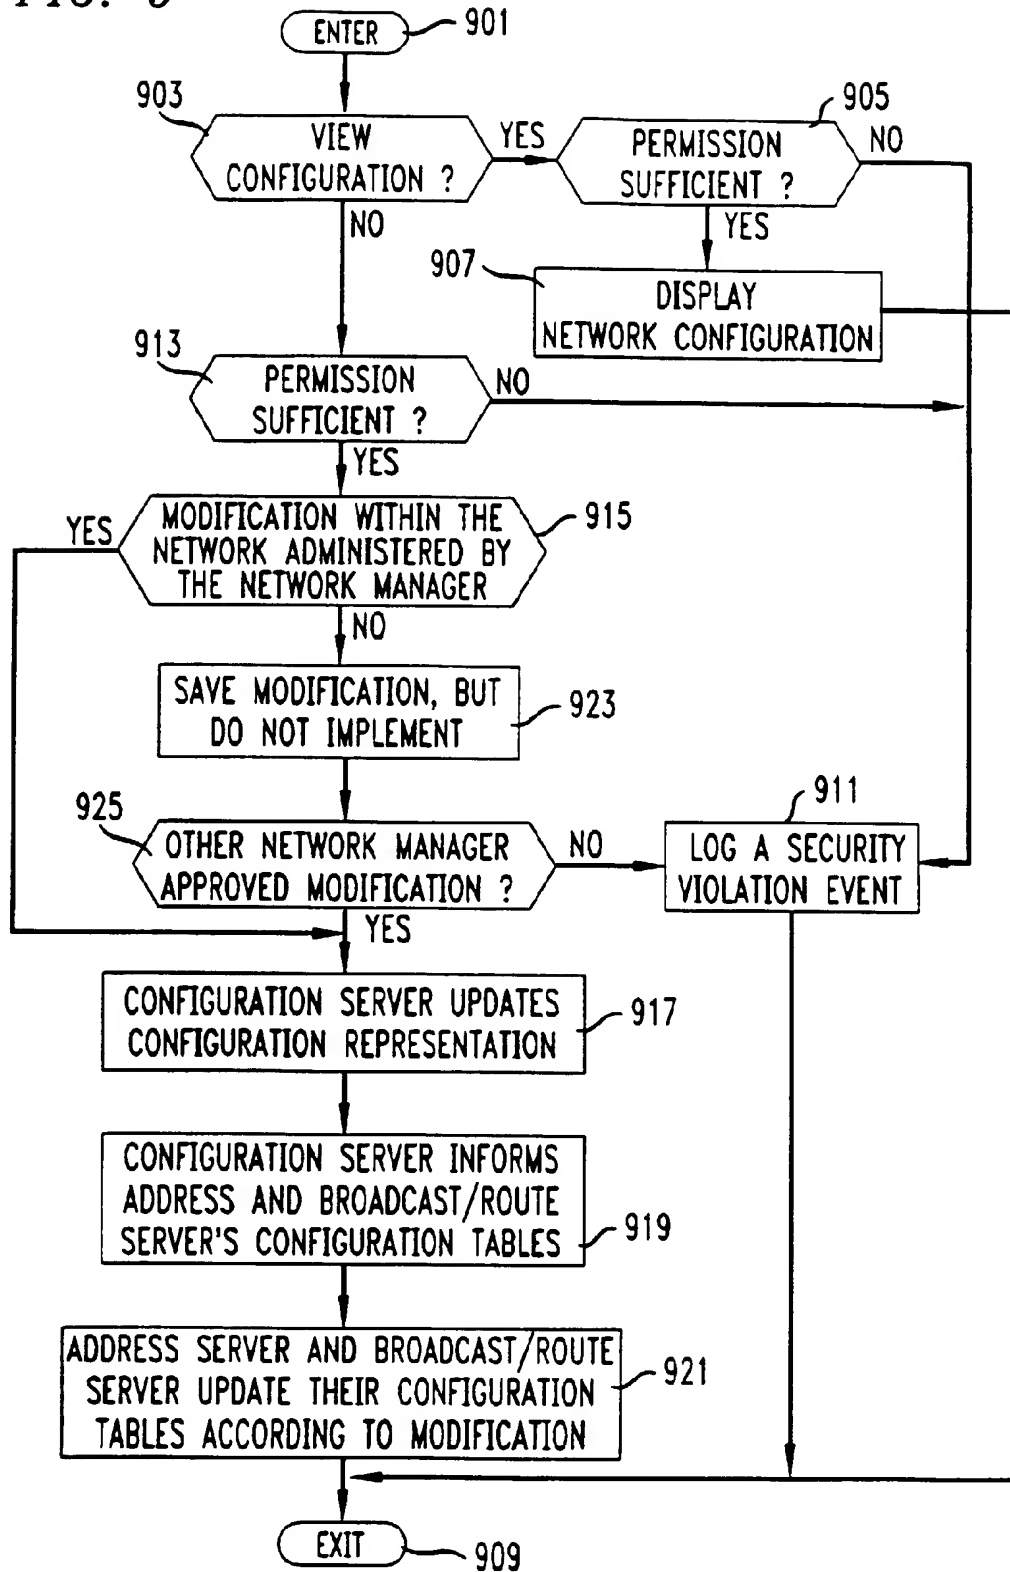 FIG. 9
ENTER
901
903
VIEW
CONFIGURATION ?
YES
905
PERMISSION
SUFFICIENT ?
NO
NO
YES
907
DISPLAY
NETWORK CONFIGURATION
913
PERMISSION
SUFFICIENT ?
NO
YES
YES
MODIFICATION WITHIN THE
NETWORK ADMINISTERED BY
THE NETWORK MANAGER
915
NO
SAVE MODIFICATION, BUT
DO NOT IMPLEMENT
923
925
OTHER NETWORK MANAGER
APPROVED MODIFICATION ?
NO
911
LOG A SECURITY
VIOLATION EVENT
YES
CONFIGURATION SERVER UPDATES
CONFIGURATION REPRESENTATION
917
CONFIGURATION SERVER INFORMS
ADDRESS AND BROADCAST/ROUTE
SERVER'S CONFIGURATION TABLES
919
ADDRESS SERVER AND BROADCAST/ROUTE
SERVER UPDATE THEIR CONFIGURATION
TABLES ACCORDING TO MODIFICATION
921
EXIT
909